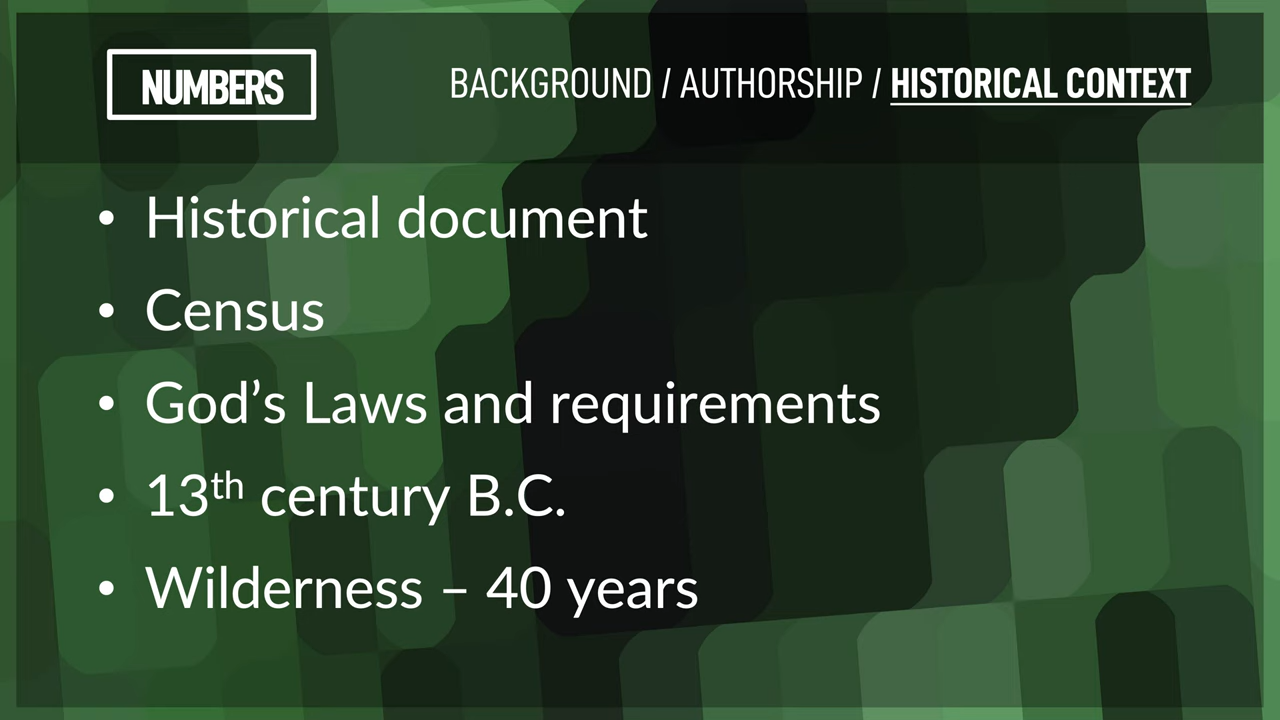 NUMBERS
BACKGROUND / AUTHORSHIP / HISTORICAL CONTEXT
• Historical document
• Census
• God’s Laws and requirements
• 13th century B.C.
• Wilderness – 40 years